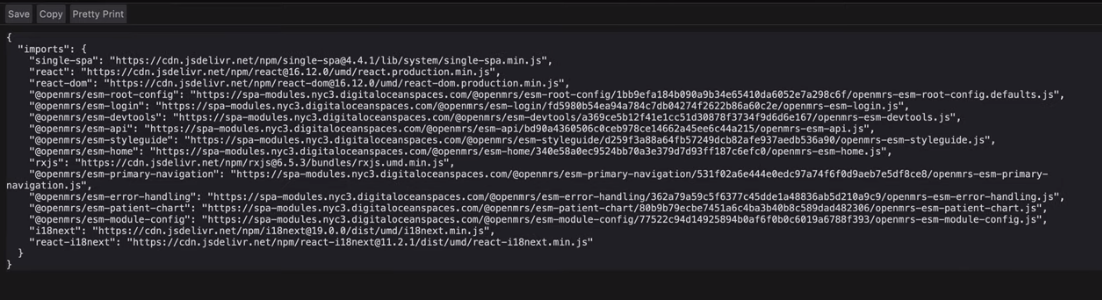 Save Copy Pretty Print
{
"imports": {
"single-spa": "https://cdn.jsdelivr.net/npm/single-spa@4.4.1/lib/system/single-spa.min.js",
"react": "https://cdn.jsdelivr.net/npm/react@16.12.0/umd/react.production.min.js",
"react-dom": "https://cdn.jsdelivr.net/npm/react-dom@16.12.0/umd/react-dom.production.min.js",
"@openmrs/esm-root-config": "https://spa-modules.nyc3.digitaloceanspaces.com/@openmrs/esm-root-config/1bb9efa184b090a9b34e65410da6052e7a298c6f/openmrs-esm-root-config.defaults.js",
"@openmrs/esm-login": "https://spa-modules.nyc3.digitaloceanspaces.com/@openmrs/esm-login/fd5980b54ea94a784c7db04274f2622b86a60c2e/openmrs-esm-login.js",
"@openmrs/esm-devtools": "https://spa-modules.nyc3.digitaloceanspaces.com/@openmrs/esm-devtools/a369ce5b12f41e1cc51d30878f3734f9d6d6e167/openmrs-esm-devtools.js",
"@openmrs/esm-api": "https://spa-modules.nyc3.digitaloceanspaces.com/@openmrs/esm-api/bd90a4360506c0ceb978ce14662a45ee6c44a215/openmrs-esm-api.js",
"@openmrs/esm-styleguide": "https://spa-modules.nyc3.digitaloceanspaces.com/@openmrs/esm-styleguide/d259f3a88a64fb57249dcb82afe937aedb536a90/openmrs-esm-styleguide.js",
"@openmrs/esm-home": "https://spa-modules.nyc3.digitaloceanspaces.com/@openmrs/esm-home/340e58a0ec9524bb70a3e379d7d93ff187c6efc0/openmrs-esm-home.js",
"rxjs": "https://cdn.jsdelivr.net/npm/rxjs@6.5.3/bundles/rxjs.umd.min.js",
"@openmrs/esm-primary-navigation": "https://spa-modules.nyc3.digitaloceanspaces.com/@openmrs/esm-primary-navigation/531f02a6e444e0edc97a74f6f0d9aeb7e5df8ce8/openmrs-esm-primary-
navigation.js",
"@openmrs/esm-error-handling": "https://spa-modules.nyc3.digitaloceanspaces.com/@openmrs/esm-error-handling/362a79a59c5f6377c45dde1a48836ab5d210a9c9/openmrs-esm-error-handling.js",
"@openmrs/esm-patient-chart": "https://spa-modules.nyc3.digitaloceanspaces.com/@openmrs/esm-patient-chart/80b9b79ecbe7451a6c4ba3b40b8c589dad482306/openmrs-esm-patient-chart.js",
"@openmrs/esm-module-config": "https://spa-modules.nyc3.digitaloceanspaces.com/@openmrs/esm-module-config/77522c94d14925894b0af6f0b0c6019a6788f393/openmrs-esm-module-config.js",
"i18next": "https://cdn.jsdelivr.net/npm/i18next@19.0.0/dist/umd/i18next.min.js",
"react-i18next": "https://cdn.jsdelivr.net/npm/react-i18next@11.2.1/dist/umd/react-i18next.min.js"
}
}